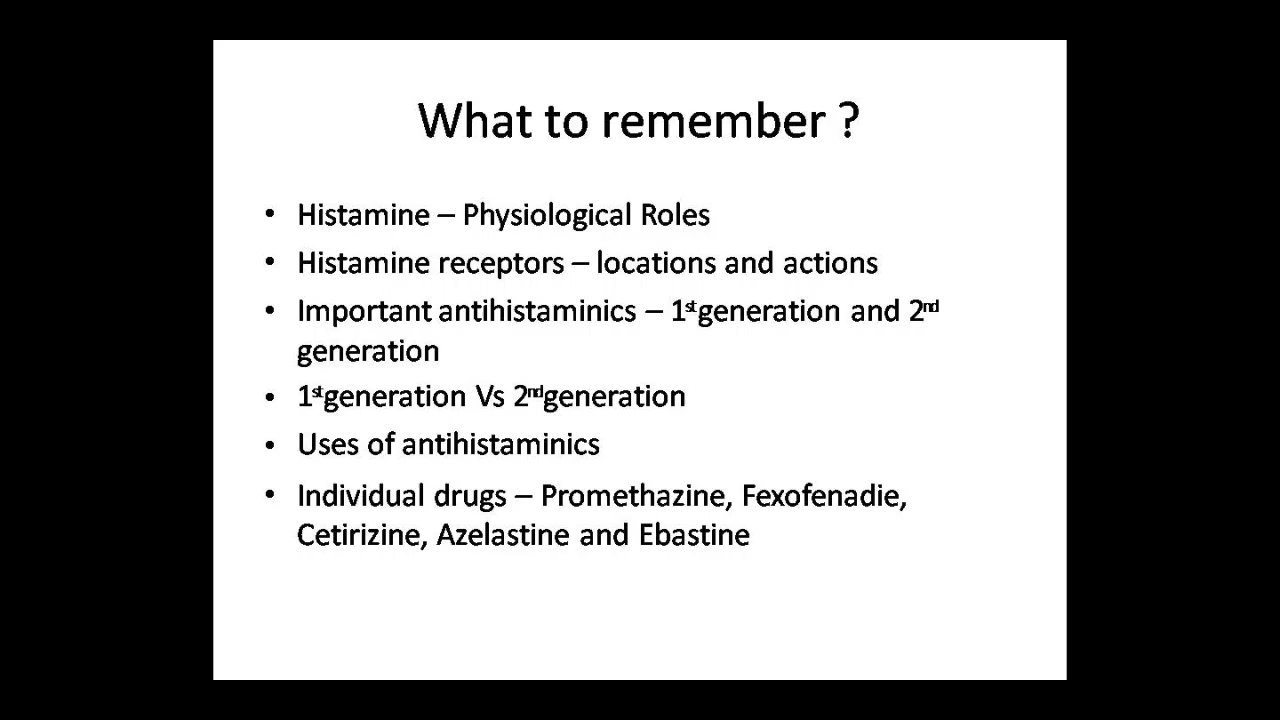 What to remember ?
• Histamine – Physiological Roles
• Histamine receptors – locations and actions
• Important antihistaminics – 1st generation and 2nd
generation
• 1st generation Vs 2nd generation
• Uses of antihistaminics
• Individual drugs – Promethazine, Fexofenadie,
Cetirizine, Azelastine and Ebastine